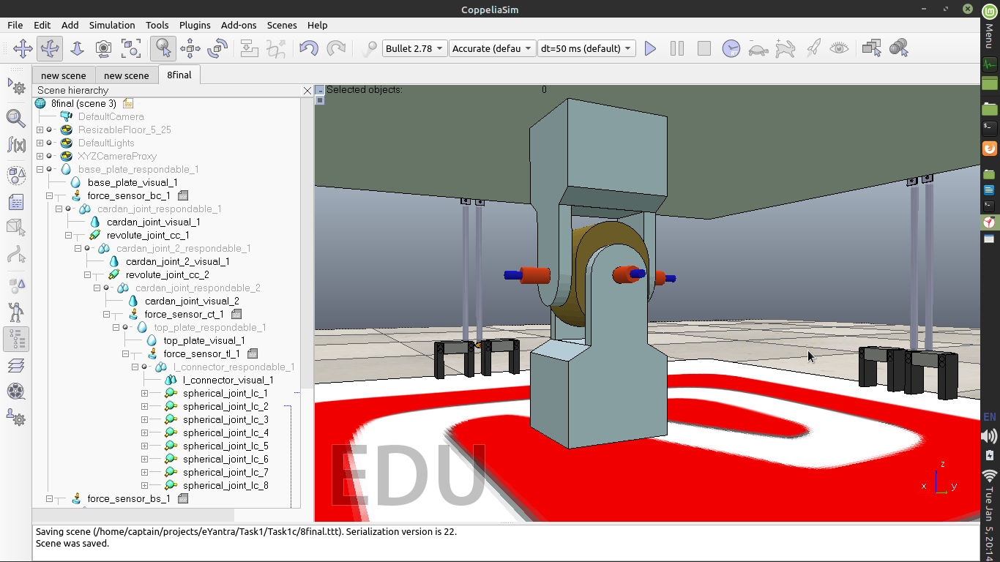 CoppeliaSim
File Edit Add Simulation Tools Plugins Add-ons Scenes Help
Menu
Bullet 2.78 Accurate (defau dt=50 ms (default)
new scene new scene 8final
Scene hierarchy
Selected objects: 0
8final (scene 3)
DefaultCamera
ResizableFloor_5_25
DefaultLights
XYZCameraProxy
base_plate_respondable_1
base_plate_visual_1
force_sensor_bc_1
cardan_joint_respondable_1
cardan_joint_visual_1
revolute_joint_cc_1
cardan_joint_2_respondable_1
cardan_joint_2_visual_1
revolute_joint_cc_2
cardan_joint_respondable_2
cardan_joint_visual_2
force_sensor_ct_1
top_plate_respondable_1
top_plate_visual_1
force_sensor_tl_1
l_connector_respondable_1
l_connector_visual_1
spherical_joint_lc_1
spherical_joint_lc_2
spherical_joint_lc_3
spherical_joint_lc_4
spherical_joint_lc_5
spherical_joint_lc_6
spherical_joint_lc_7
spherical_joint_lc_8
force_sensor_bs_1
EDU
z
x y
EN
Tue Jan 5, 20:14
Saving scene (/home/captain/projects/eYantra/Task1/Task1c/8final.ttt). Serialization version is 22.
Scene was saved.